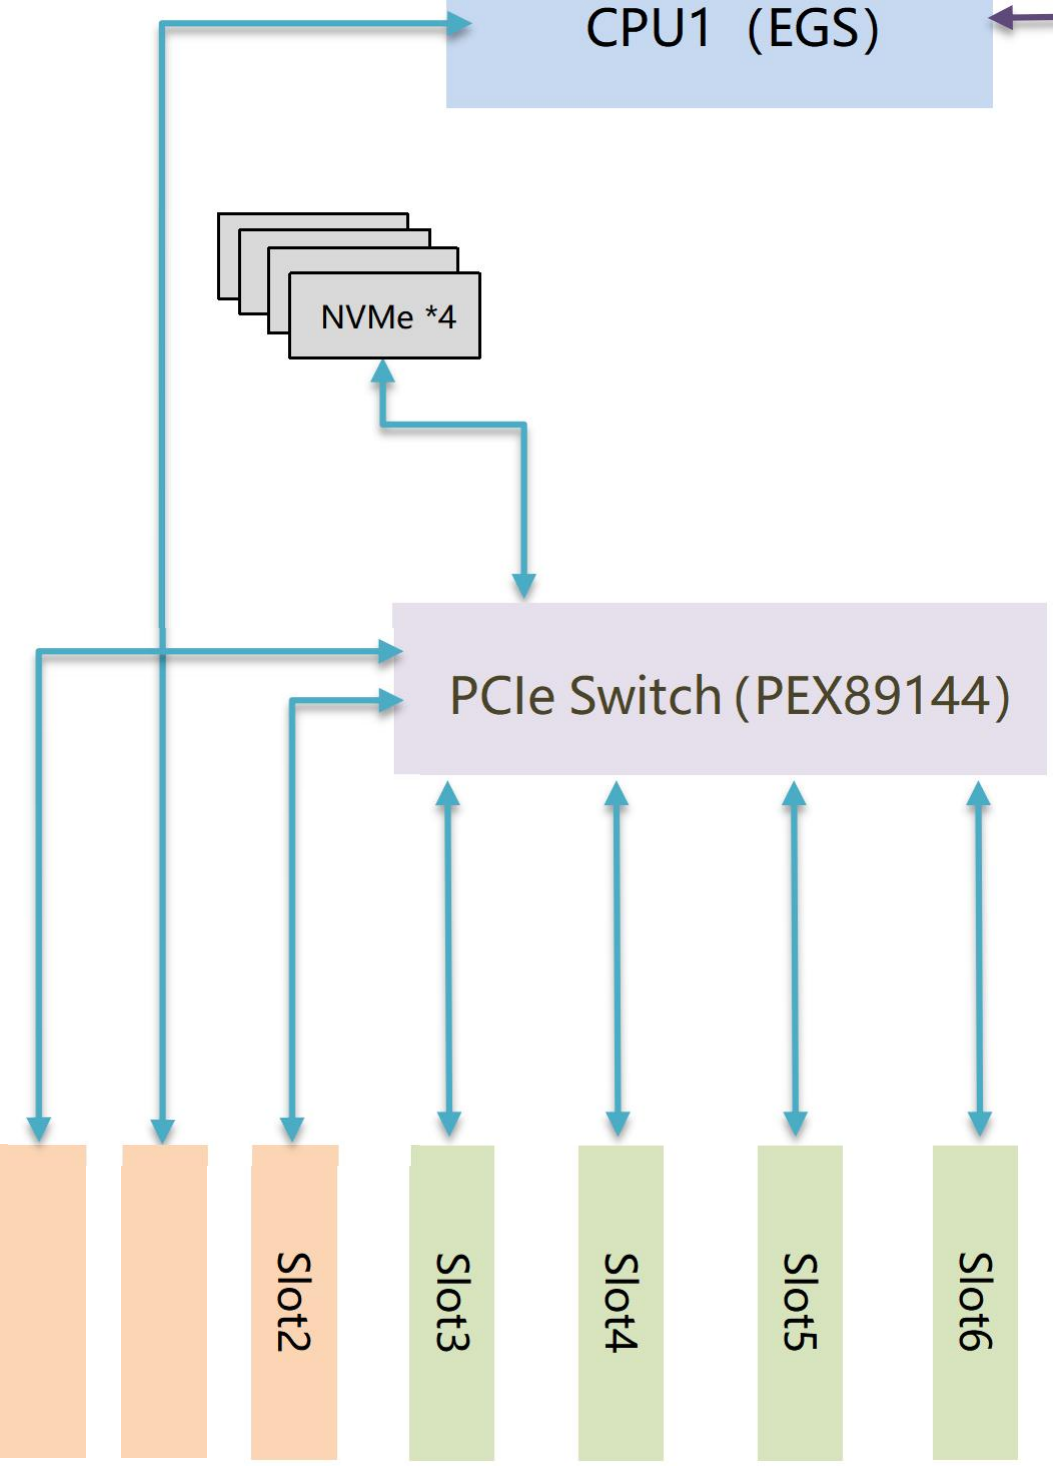 CPU1（EGS）
NVMe *4
PCIe Switch（PEX89144）
Slot2
Slot3
Slot4
Slot5
Slot6